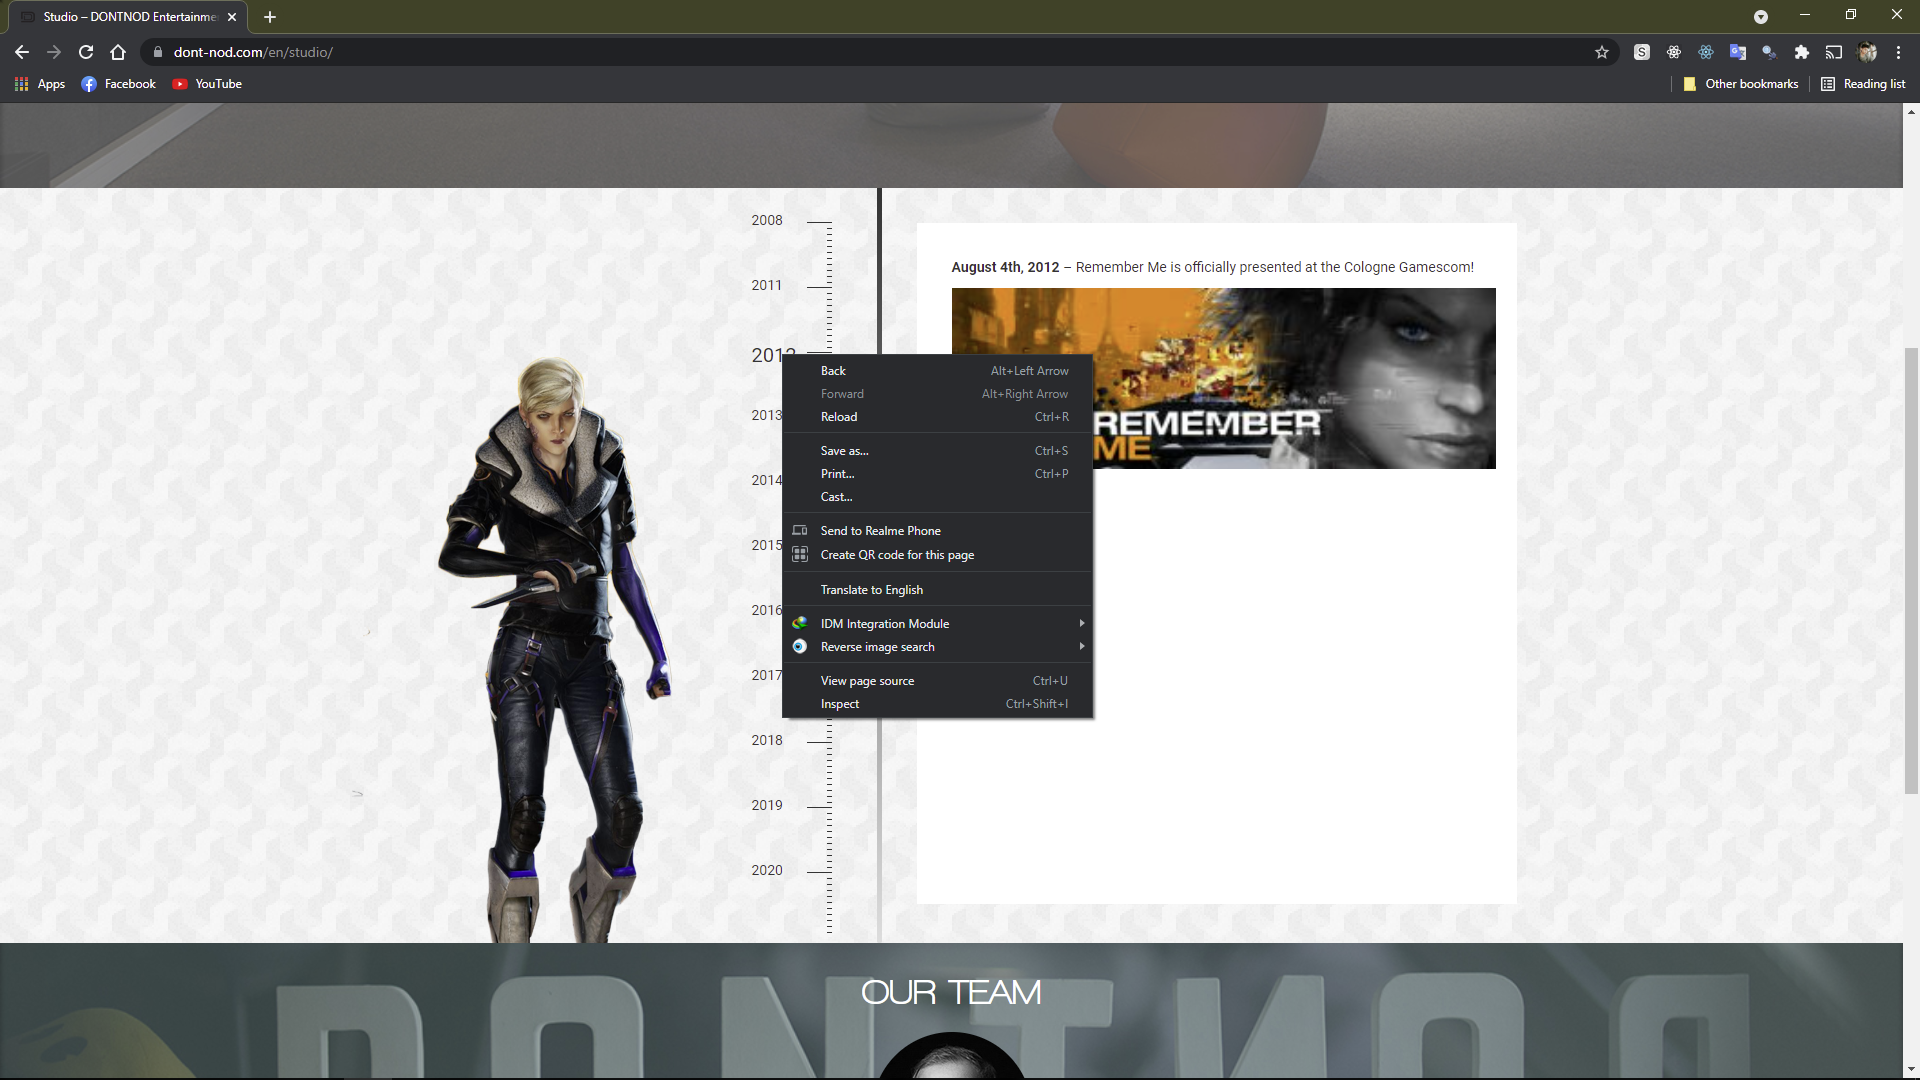 Studio – DONTNOD Entertainme
dont-nod.com/en/studio/
Apps
Facebook
YouTube
Other bookmarks
Reading list
2008
2011
2012
2013
2014
2015
2016
2017
2018
2019
2020
August 4th, 2012 – Remember Me is officially presented at the Cologne Gamescom!
REMEMBER
ME
Back Alt+Left Arrow
Forward Alt+Right Arrow
Reload Ctrl+R
Save as... Ctrl+S
Print... Ctrl+P
Cast...
Send to Realme Phone
Create QR code for this page
Translate to English
IDM Integration Module
Reverse image search
View page source Ctrl+U
Inspect Ctrl+Shift+I
OUR TEAM
DONTNOD